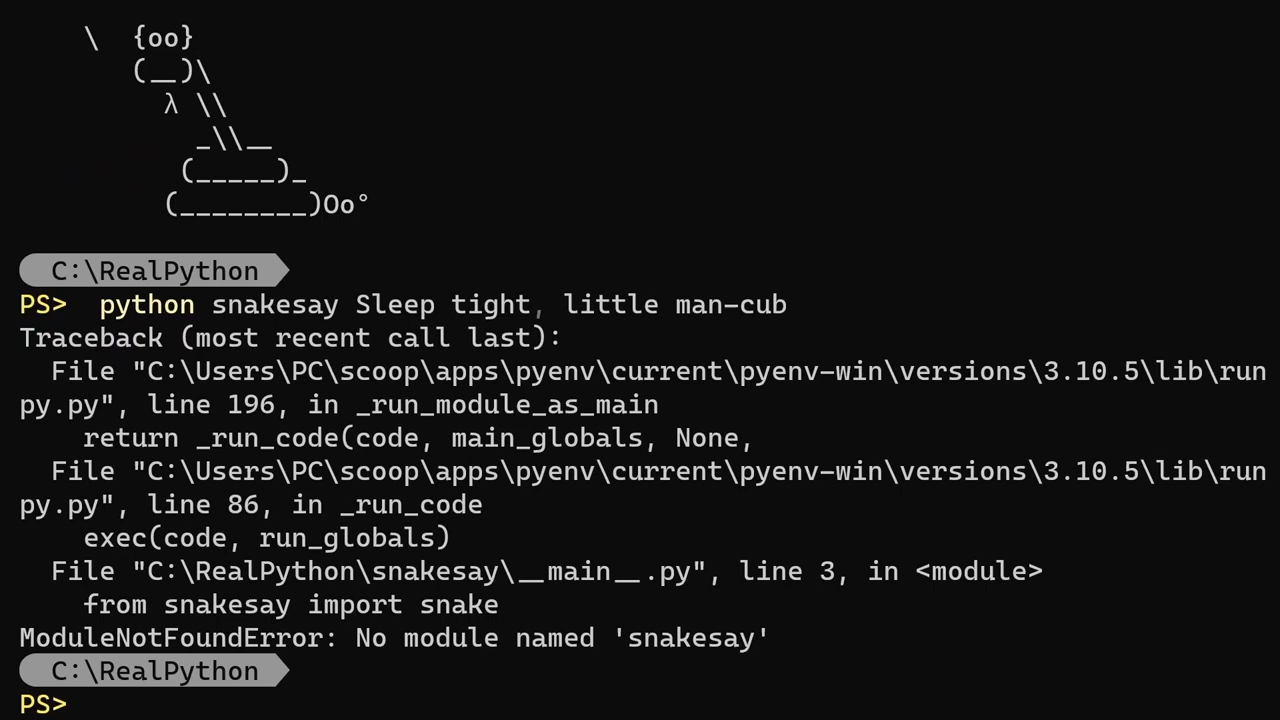 \  {oo}
       (__)\
         λ \\
           _\\__
          (_____)_
         (________)Oo°
C:\RealPython
PS>  python snakesay Sleep tight, little man-cub
Traceback (most recent call last):
  File "C:\Users\PC\scoop\apps\pyenv\current\pyenv-win\versions\3.10.5\lib\run
py.py", line 196, in _run_module_as_main
    return _run_code(code, main_globals, None,
  File "C:\Users\PC\scoop\apps\pyenv\current\pyenv-win\versions\3.10.5\lib\run
py.py", line 86, in _run_code
    exec(code, run_globals)
  File "C:\RealPython\snakesay\__main__.py", line 3, in <module>
    from snakesay import snake
ModuleNotFoundError: No module named 'snakesay'
C:\RealPython
PS>